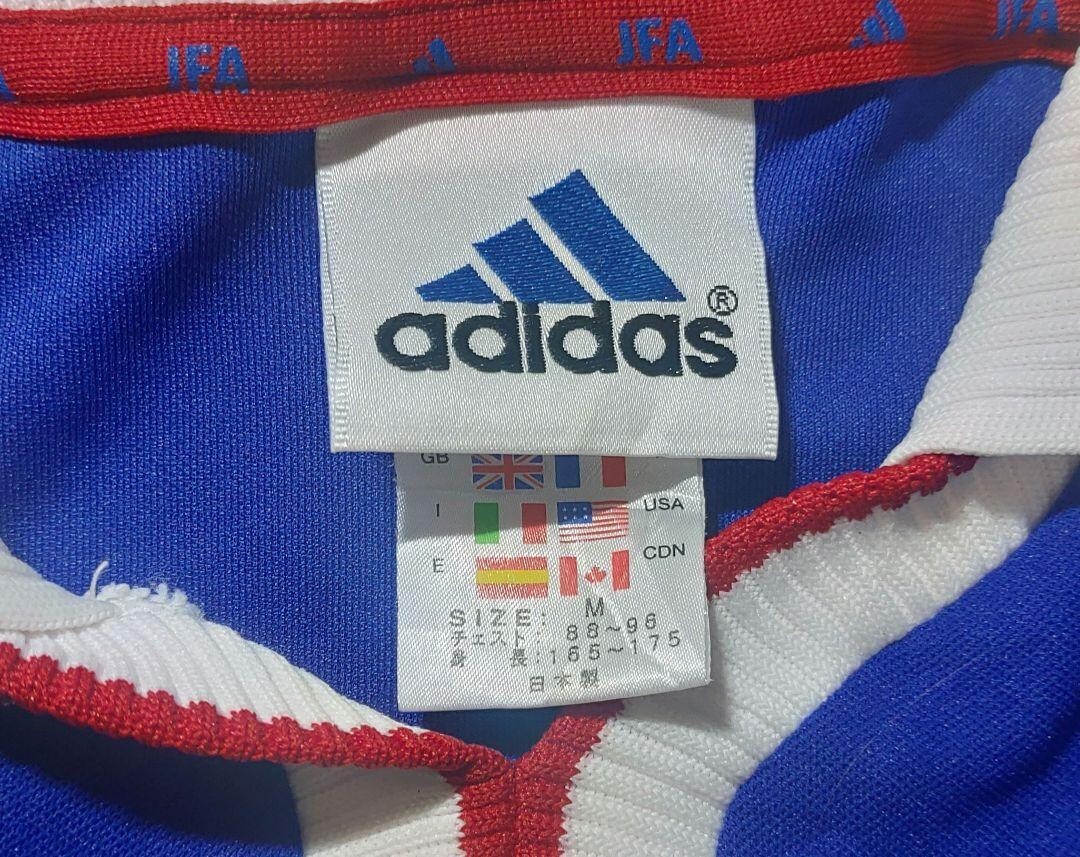 JFA JFA JFA
adidas®
GB
I USA
E CDN
SIZE: M
チェスト: 88～96
身長:165～175
日本製